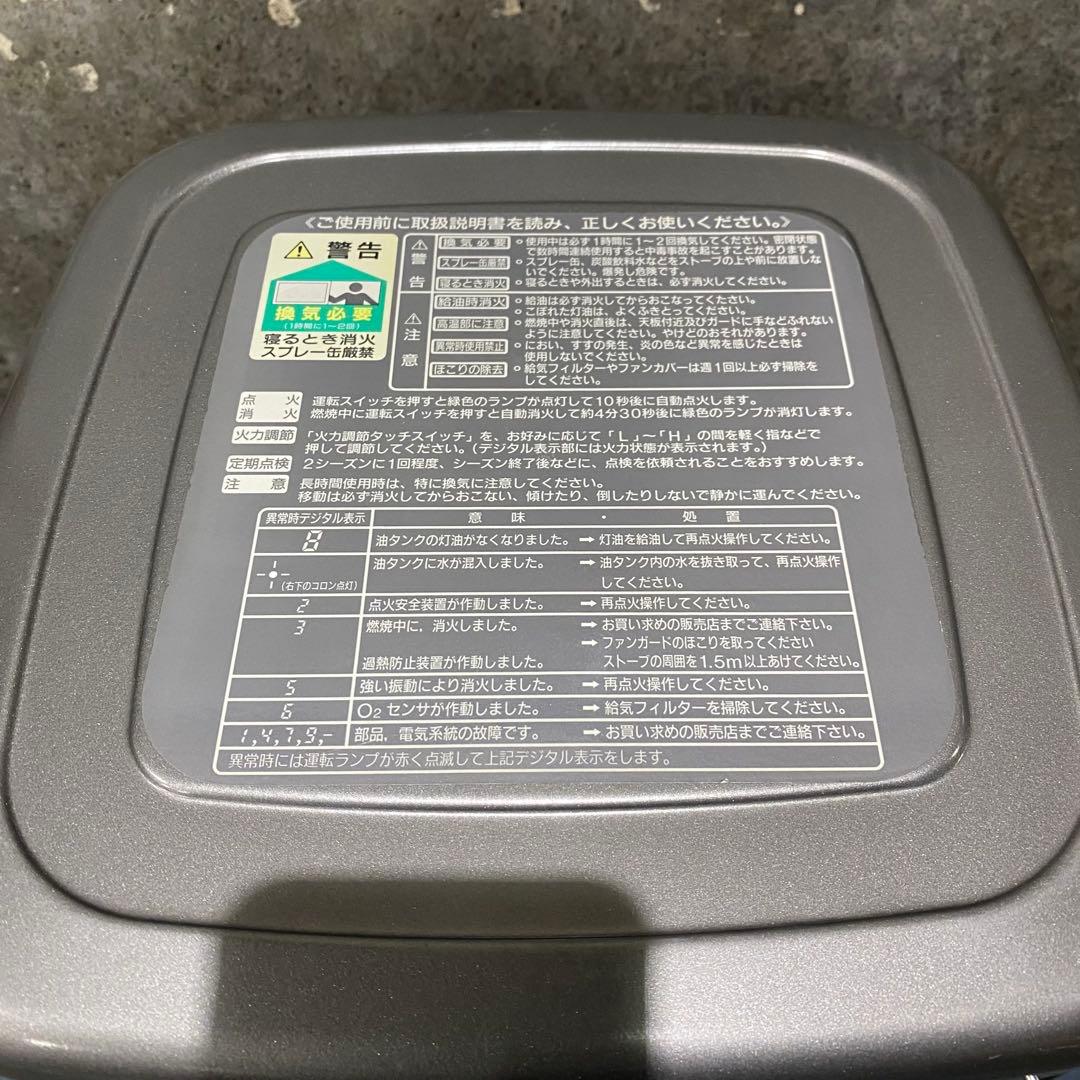 《ご使用前に取扱説明書を読み、正しくお使いください。》
警告
換気必要
(1時間に1〜2回)
寝るとき消火
スプレー缶厳禁
警告
換気必要 使用中は必ず1時間に1〜2回換気してください。密閉状態
で数時間連続使用すると中毒事故を起こすことがあります。
スプレー缶厳禁 スプレー缶、炭酸飲料水などをストーブの上や前に放置しな
いでください。爆発し危険です。
寝るとき消火 寝るときや外出するときは、必ず消火してください。
注意
給油時消火 給油は必ず消火してからおこなってください。
こぼれた灯油は、よくふきとってください。
高温部に注意 燃焼中や消火直後は、天板付近及びガードに手などふれない
ように注意してください。やけどのおそれがあります。
異常時使用禁止 におい、すすの発生、炎の色など異常を感じたときは
使用しないでください。
ほこりの除去 給気フィルターやファンカバーは週1回以上必ず掃除を
してください。
点火 運転スイッチを押すと緑色のランプが点灯して10秒後に自動点火します。
消火 燃焼中に運転スイッチを押すと自動消火して約4分30秒後に緑色のランプが消灯します。
火力調節 「火力調節タッチスイッチ」を、お好みに応じて「L」〜「H」の間を軽く指などで
押して調節してください。(デジタル表示部には火力状態が表示されます。)
定期点検 2シーズンに1回程度、シーズン終了後などに、点検を依頼されることをおすすめします。
注意 長時間使用時は、特に換気に注意してください。
移動は必ず消火してからおこない、傾けたり、倒したりしないで静かに運んでください。
異常時デジタル表示 意味・処置
8 油タンクの灯油がなくなりました。 → 灯油を給油して再点火操作してください。
(右下のコロン点灯) 油タンクに水が混入しました。 → 油タンク内の水を抜き取って、再点火操作
してください。
2 点火安全装置が作動しました。 → 再点火操作してください。
3 燃焼中に、消火しました。 → お買い求めの販売店までご連絡下さい。
→ ファンガードのほこりを取ってください
過熱防止装置が作動しました。 ストーブの周囲を1.5m以上あけてください。
5 強い振動により消火しました。 → 再点火操作してください。
6 O2 センサが作動しました。 → 給気フィルターを掃除してください。
1,4,7,9,- 部品、電気系統の故障です。 → お買い求めの販売店までご連絡下さい。
異常時には運転ランプが赤く点滅して上記デジタル表示をします。